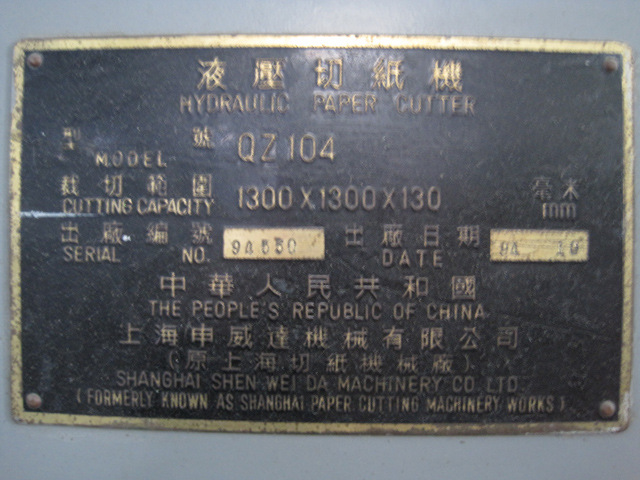 液壓切紙機
HYDRAULIC PAPER CUTTER
型 號 QZ104
MODEL
裁切範圍 1300X1300X130 毫米
CUTTING CAPACITY mm
出廠編號 出廠日期
SERIAL NO. 94530 DATE 94 10
中華人民共和國
THE PEOPLE'S REPUBLIC OF CHINA
上海申威達機械有限公司
(原上海切紙機械廠)
SHANGHAI SHEN WEI DA MACHINERY CO. LTD.
(FORMERLY KNOWN AS SHANGHAI PAPER CUTTING MACHINERY WORKS)